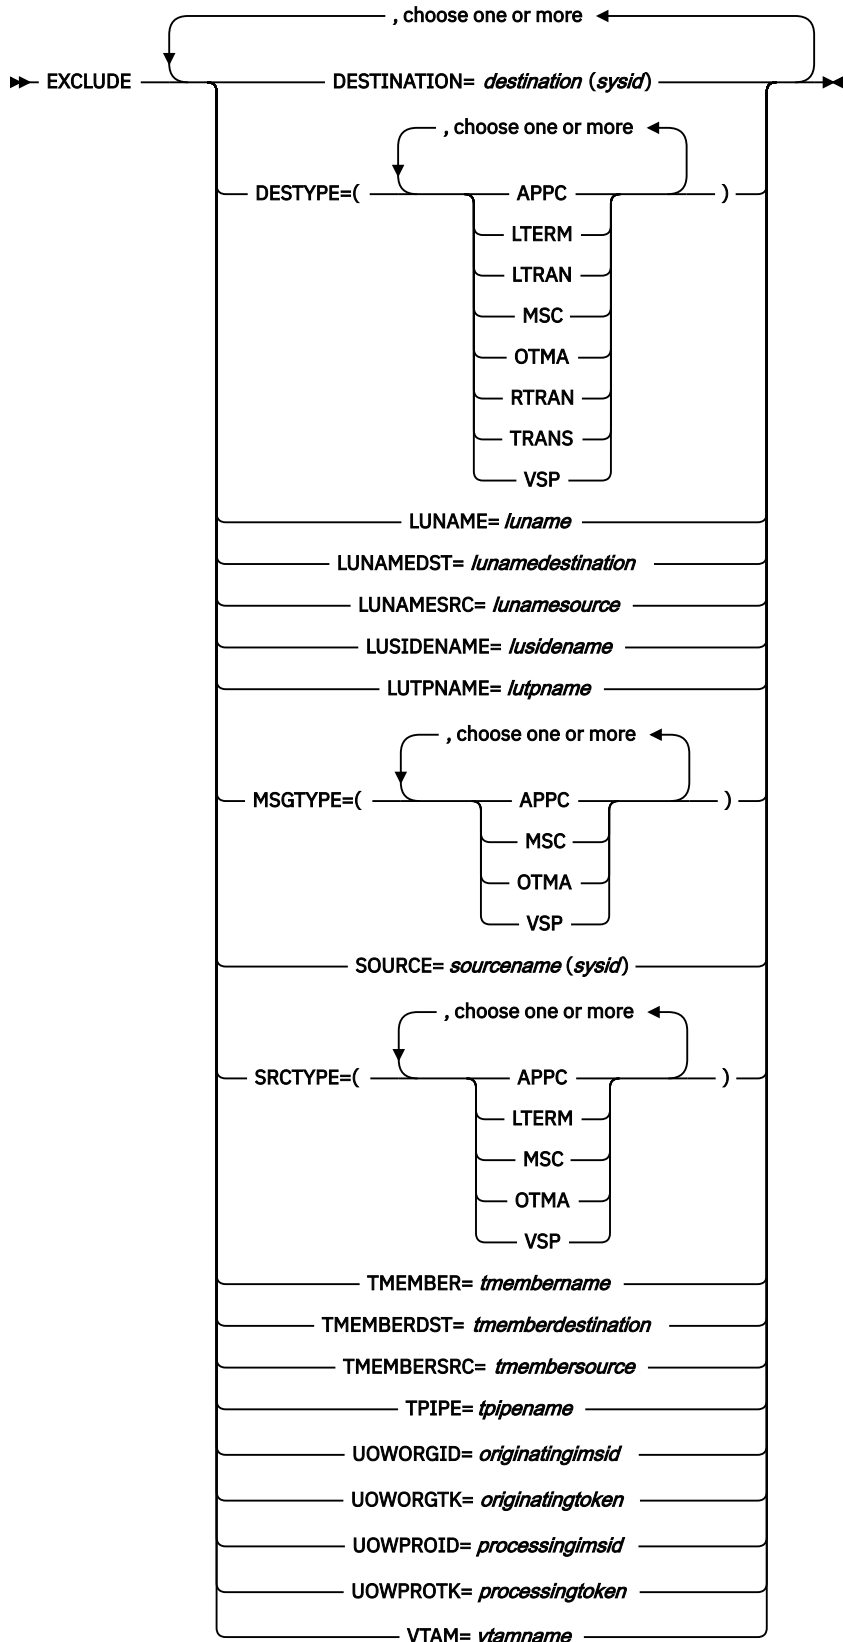 , choose one or more
EXCLUDE DESTINATION= destination (sysid)
, choose one or more
DESTYPE=( APPC )
LTERM
LTRAN
MSC
OTMA
RTRAN
TRANS
VSP
LUNAME= luname
LUNAMEDST= lunamedestination
LUNAMESRC= lunamesource
LUSIDENAME= lusidename
LUTPNAME= lutpname
, choose one or more
MSGTYPE=( APPC )
MSC
OTMA
VSP
SOURCE= sourcename (sysid)
, choose one or more
SRCTYPE=( APPC )
LTERM
MSC
OTMA
VSP
TMEMBER= tmembername
TMEMBERDST= tmemberdestination
TMEMBERSRC= tmembersource
TPIPE= tpipename
UOWORGID= originatingimsid
UOWORGTK= originatingtoken
UOWPROID= processingimsid
UOWPROTK= processingtoken
VTAM= vtamname